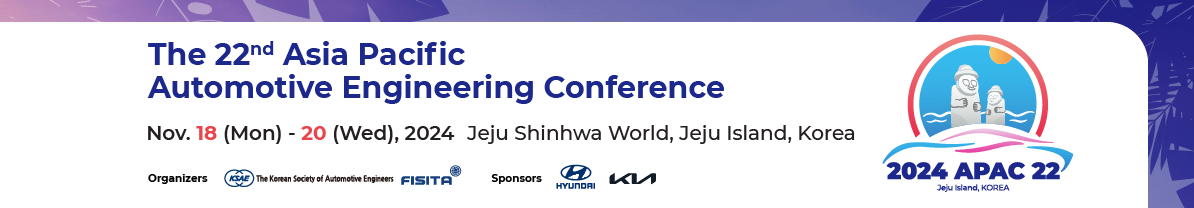 The 22nd Asia Pacific
Automotive Engineering Conference
Nov. 18 (Mon) - 20 (Wed), 2024 Jeju Shinhwa World, Jeju Island, Korea
Organizers KSAE The Korean Society of Automotive Engineers FISITA Sponsors HYUNDAI KIA
2024 APAC 22
Jeju Island, KOREA